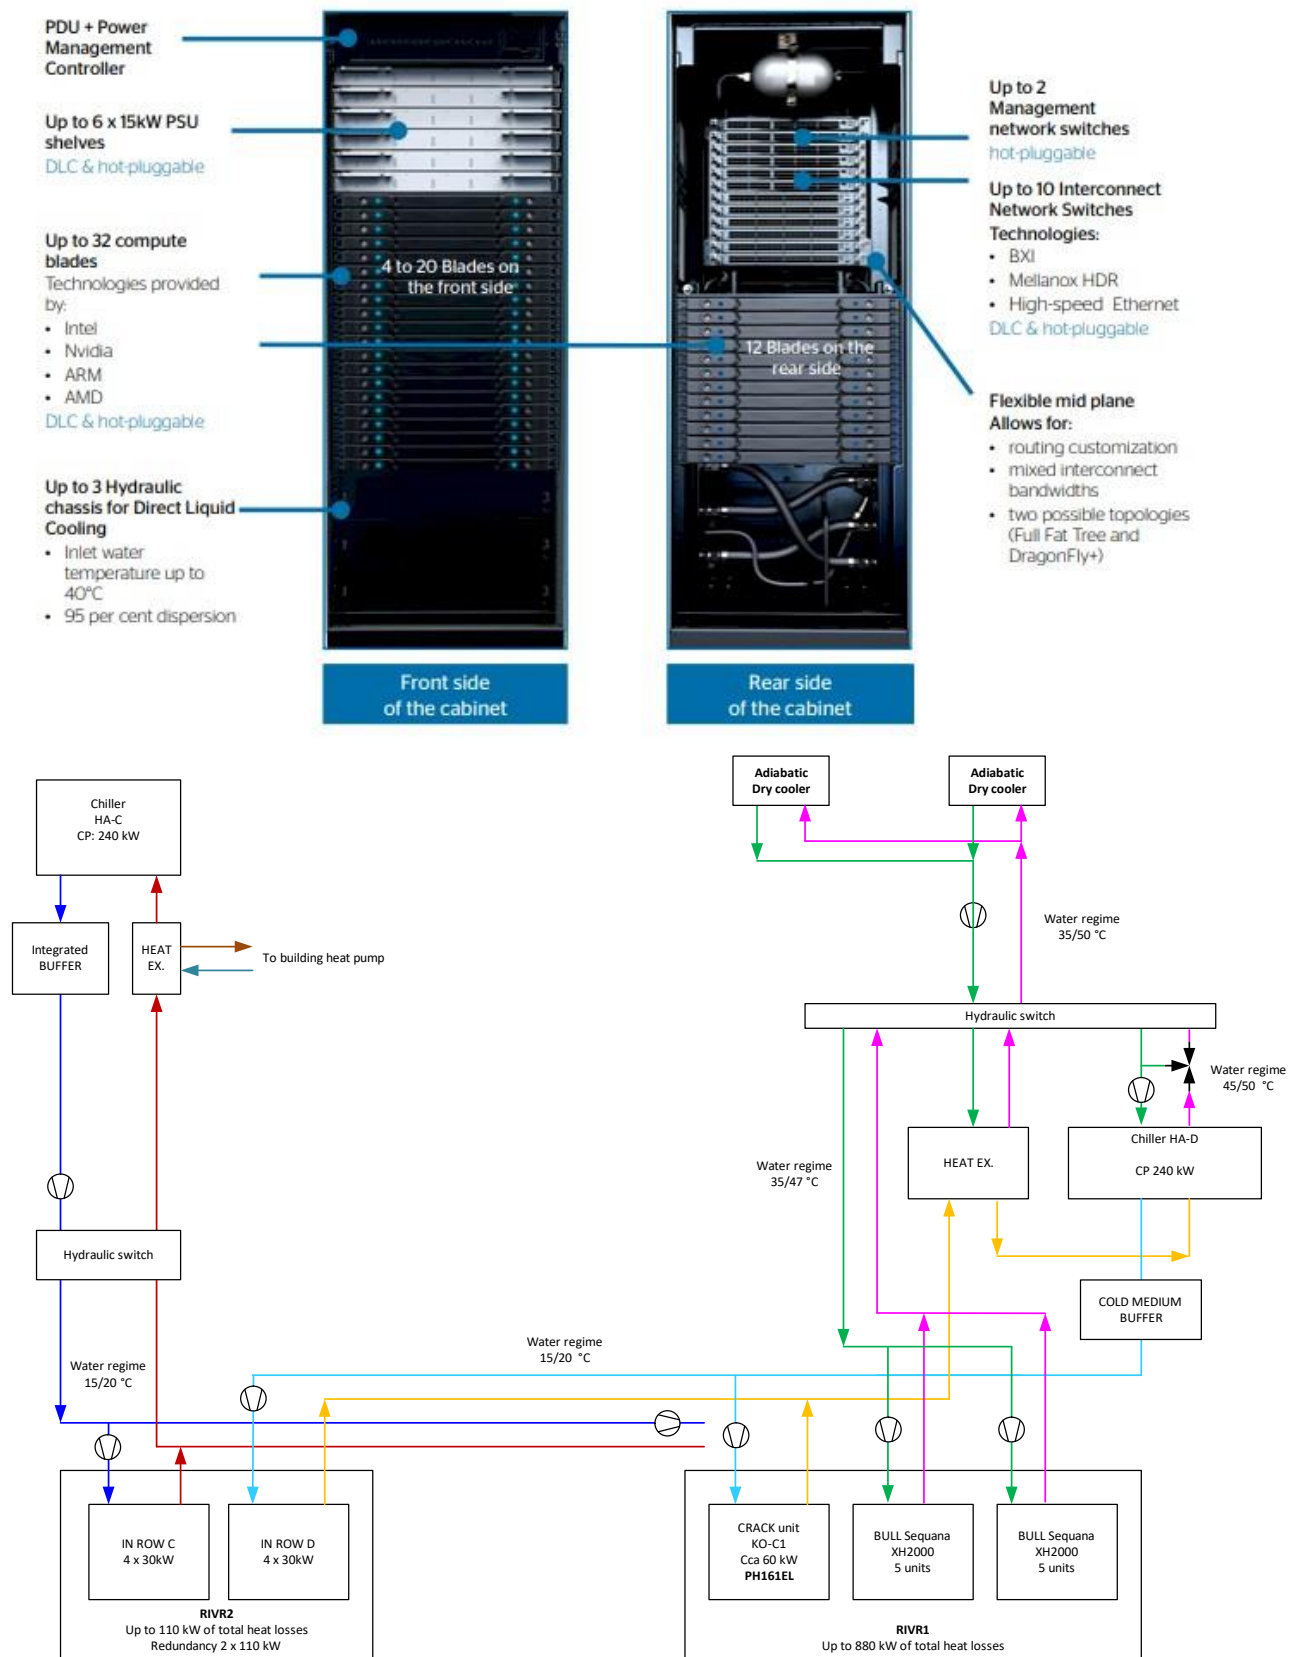 PDU + Power
Management
Controller
Up to 6 x 15kW PSU
shelves
DLC & hot-pluggable
Up to 32 compute
blades
Technologies provided
by:
• Intel
• Nvidia
• ARM
• AMD
DLC & hot-pluggable
Up to 3 Hydraulic
chassis for Direct Liquid
Cooling
• Inlet water
temperature up to
40°C
• 95 per cent dispersion
4 to 20 Blades on
the front side
Front side
of the cabinet
12 Blades on the
rear side
Rear side
of the cabinet
Up to 2
Management
network switches
hot-pluggable
Up to 10 Interconnect
Network Switches
Technologies:
• BXI
• Mellanox HDR
• High-speed Ethernet
DLC & hot-pluggable
Flexible mid plane
Allows for:
• routing customization
• mixed interconnect
bandwidths
• two possible topologies
(Full Fat Tree and
DragonFly+)
Chiller
HA-C
CP: 240 kW
Integrated
BUFFER
HEAT
EX.
To building heat pump
Hydraulic switch
Water regime
15/20 °C
Adiabatic
Dry cooler
Adiabatic
Dry cooler
Water regime
35/50 °C
Hydraulic switch
Water regime
45/50 °C
Water regime
35/47 °C
HEAT EX.
Chiller HA-D
CP 240 kW
COLD MEDIUM
BUFFER
Water regime
15/20 °C
IN ROW C
4 x 30kW
IN ROW D
4 x 30kW
RIVR2
Up to 110 kW of total heat losses
Redundancy 2 x 110 kW
CRACK unit
KO-C1
Cca 60 kW
PH161EL
BULL Sequana
XH2000
5 units
BULL Sequana
XH2000
5 units
RIVR1
Up to 880 kW of total heat losses